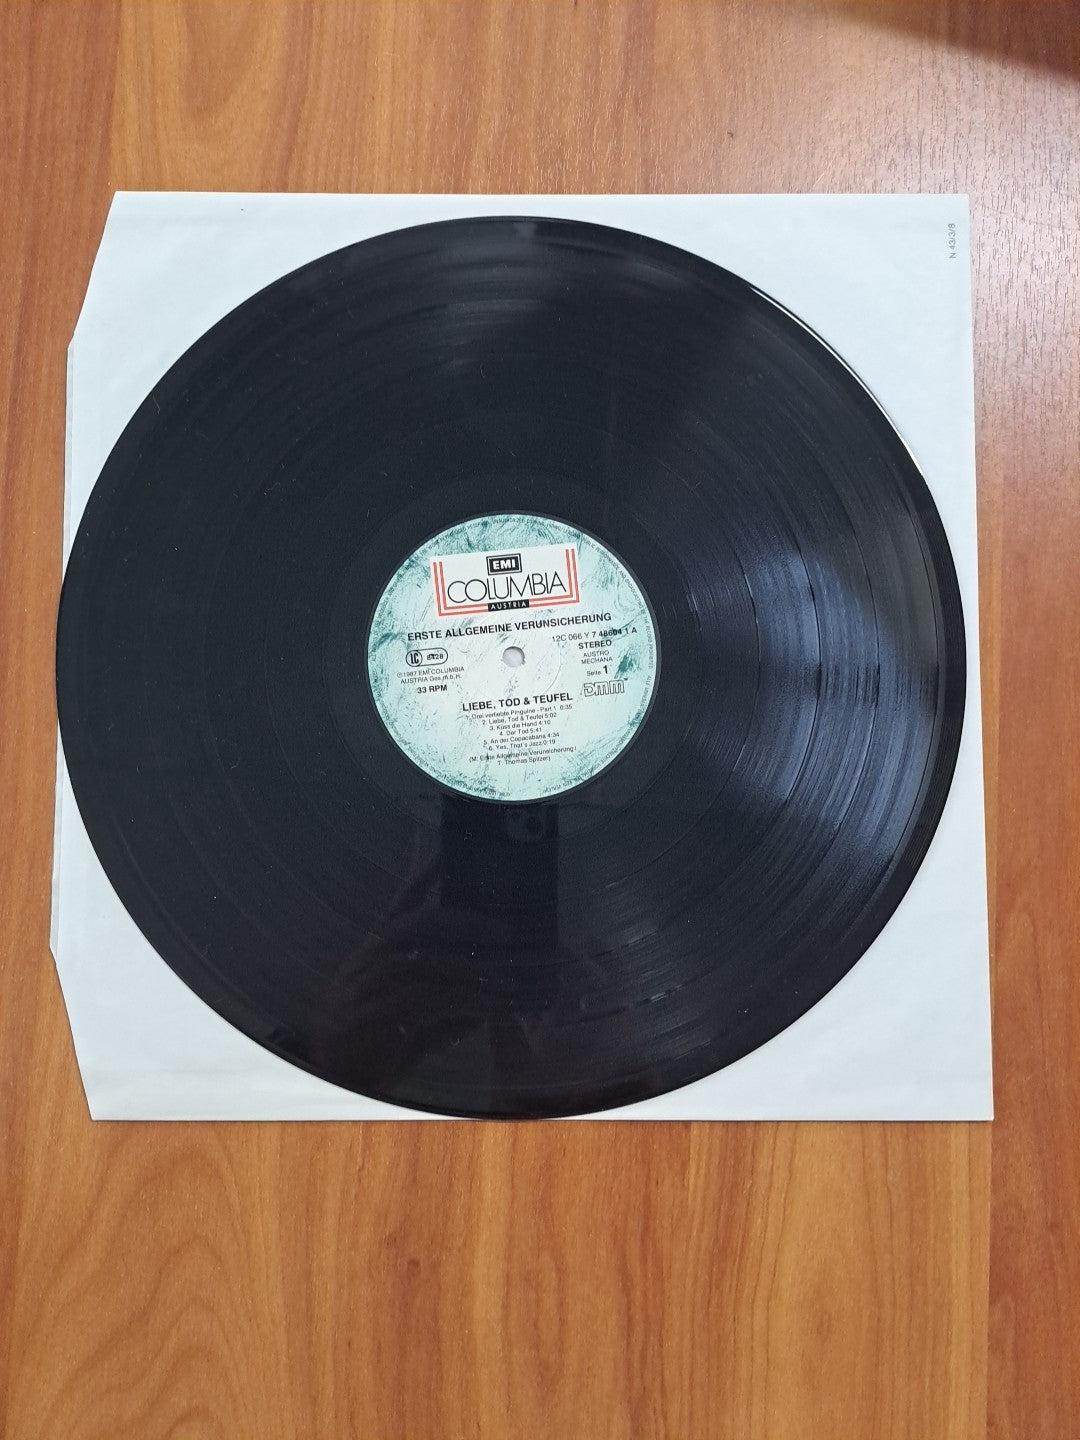 N 43/3/8
EMI
COLUMBIA
AUSTRIA
ERSTE ALLGEMEINE VERUNSICHERUNG
12C 066 Y 7 48604 1 A
STEREO
AUSTRO
MECHANA
Seite 1
LC 8428
Ⓟ1987 EMI COLUMBIA
AUSTRIA Ges.m.b.H.
33 RPM
DMM
LIEBE, TOD & TEUFEL
1. Drei verliebte Pinguine - Part 1 0:35
2. Liebe, Tod & Teufel 5:02
3. Küss die Hand 4:10
4. Der Tod 5:41
5. An der Copacabana 4:34
6. Yes, That's Jazz 0:19
(M: Erste Allgemeine Verunsicherung/
T: Thomas Spitzer)